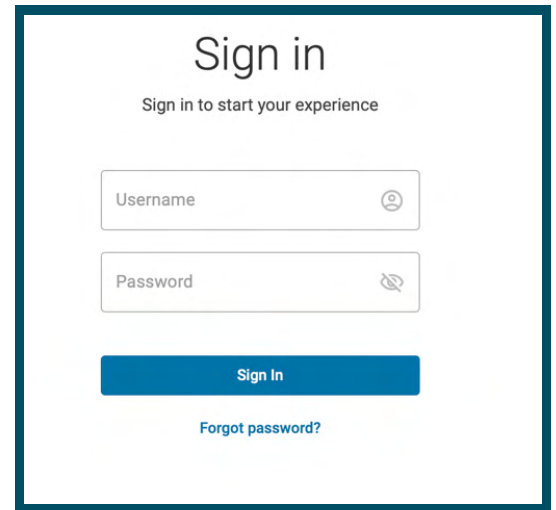 Sign in
Sign in to start your experience
Username
Password
Sign In
Forgot password?